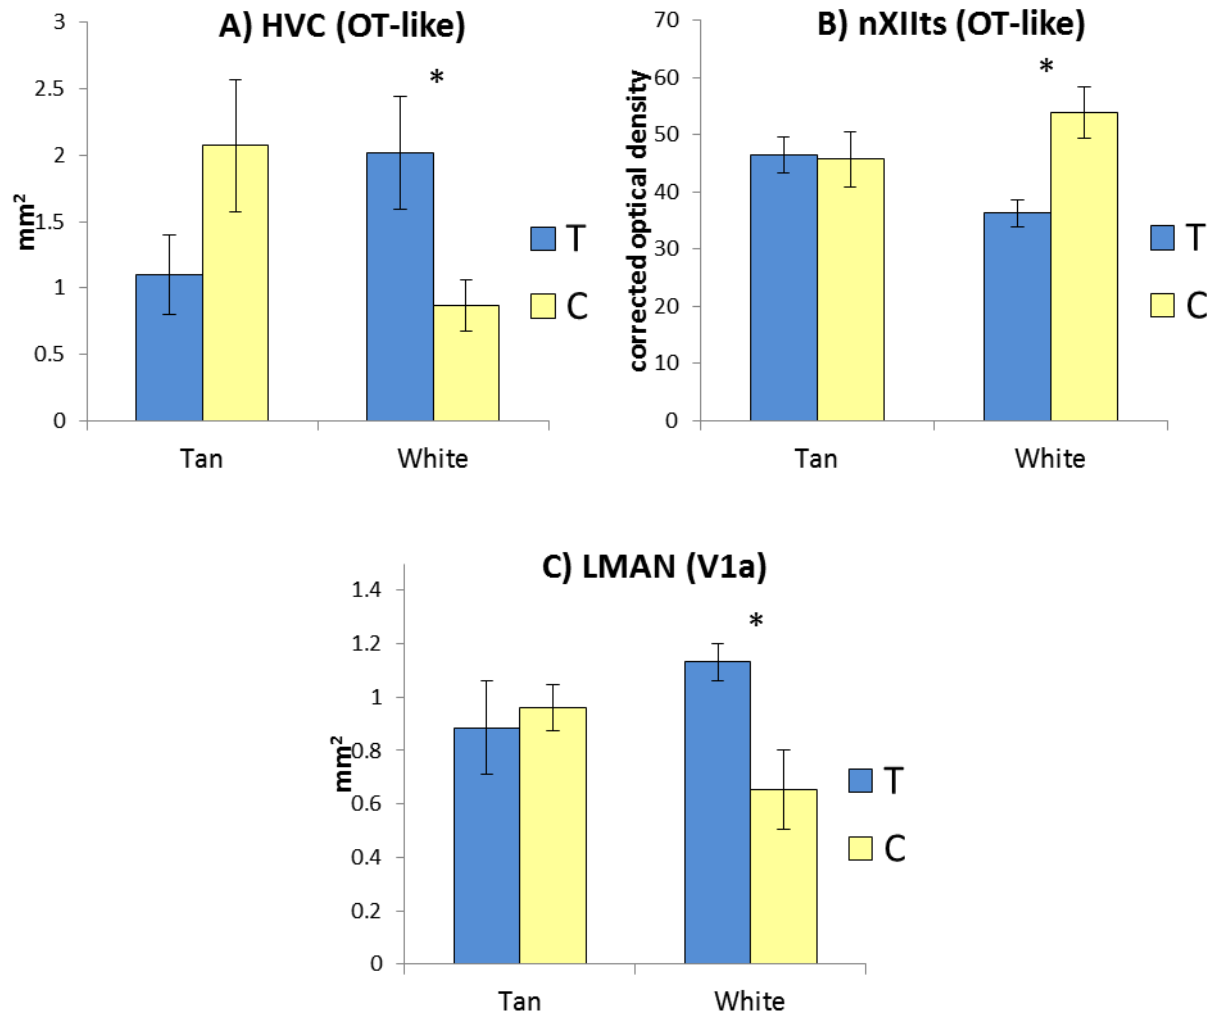 A) HVC (OT-like)
3
2.5
2
1.5
1
0.5
0
mm²
*
Tan
White
T
C
B) nXIIts (OT-like)
70
60
50
40
30
20
10
0
corrected optical density
*
Tan
White
T
C
C) LMAN (V1a)
1.4
1.2
1
0.8
0.6
0.4
0.2
0
mm²
*
Tan
White
T
C